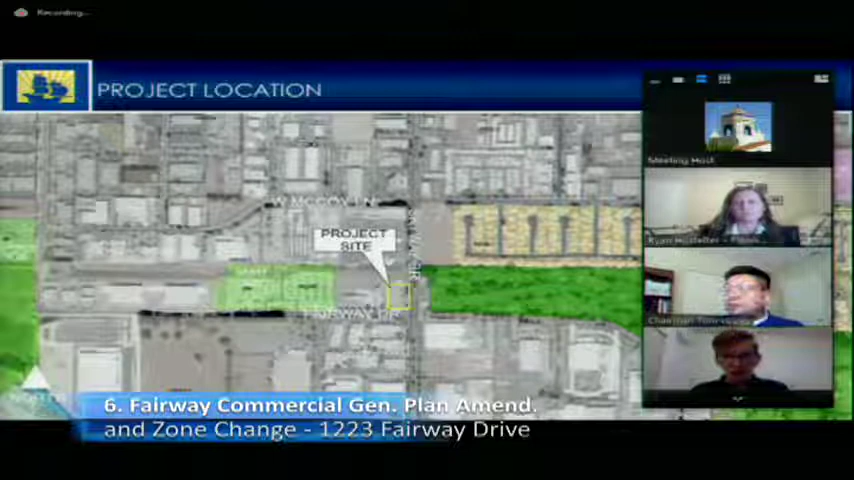 Recording...
PROJECT LOCATION
Meeting Host
W MCCOY LN
PROJECT
SITE
FAIRWAY DR
6. Fairway Commercial Gen. Plan Amend.
and Zone Change - 1223 Fairway Drive